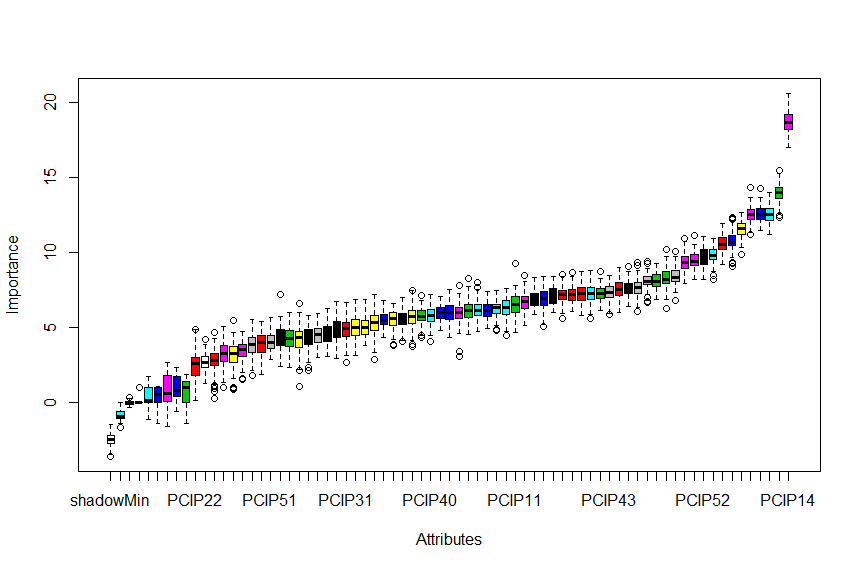 20
15
10
5
0
Importance
shadowMin PCIP22 PCIP51 PCIP31 PCIP40 PCIP11 PCIP43 PCIP52 PCIP14
Attributes